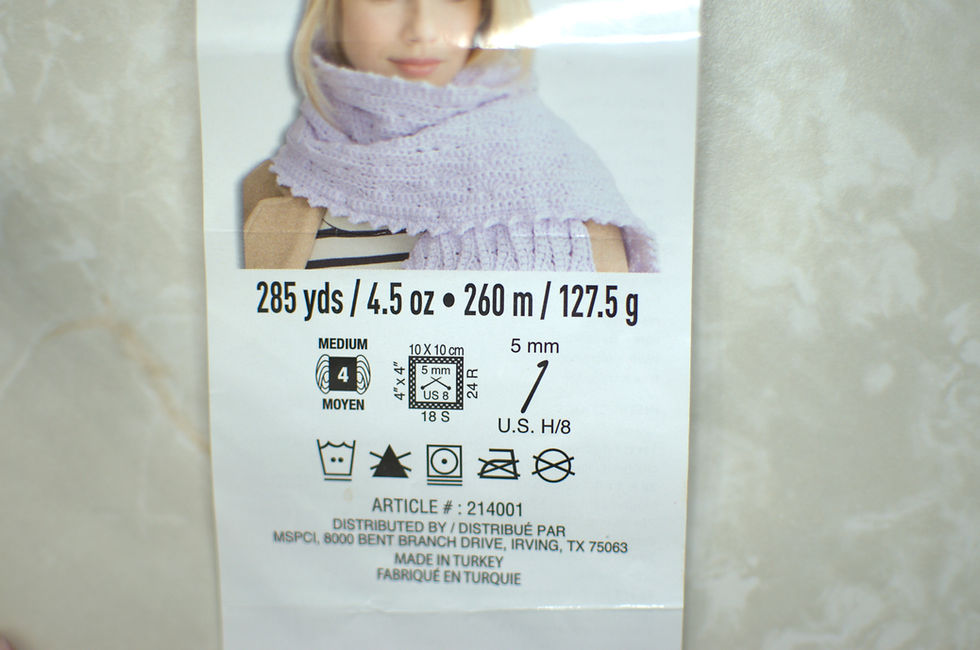 285 yds / 4.5 oz • 260 m / 127.5 g
MEDIUM
4
MOYEN
10 X 10 cm
4" x 4"
5 mm
US 8
24 R
18 S
5 mm
U.S. H/8
ARTICLE # : 214001
DISTRIBUTED BY / DISTRIBUÉ PAR
MSPCI, 8000 BENT BRANCH DRIVE, IRVING, TX 75063
MADE IN TURKEY
FABRIQUÉ EN TURQUIE